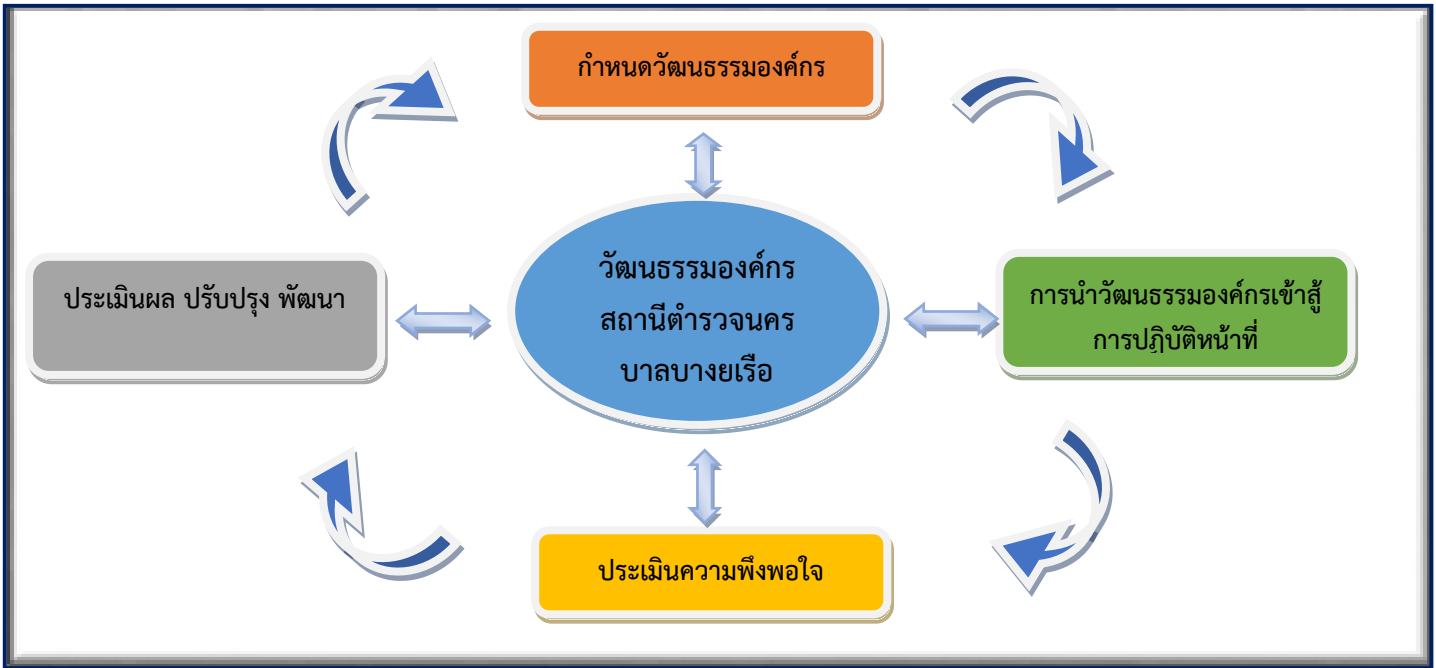 กำหนดวัฒนธรรมองค์กร
วัฒนธรรมองค์กร
สถานีตำรวจนคร
บาลบางยเรือ
ประเมินผล ปรับปรุง พัฒนา
การนำวัฒนธรรมองค์กรเข้าสู้
การปฏิบัติหน้าที่
ประเมินความพึงพอใจ